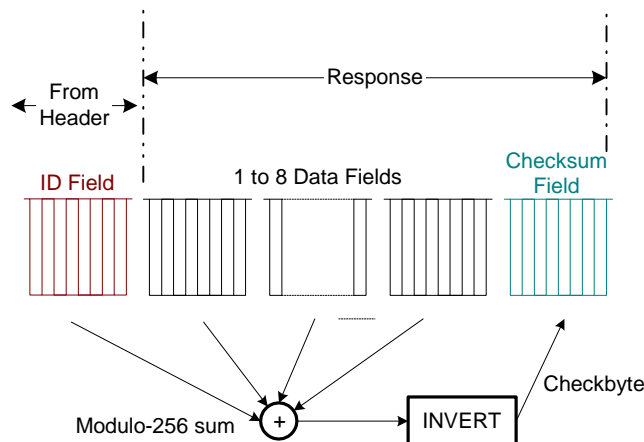 Response
From
Header
ID Field
1 to 8 Data Fields
Checksum
Field
Checkbyte
Modulo-256 sum
+
INVERT